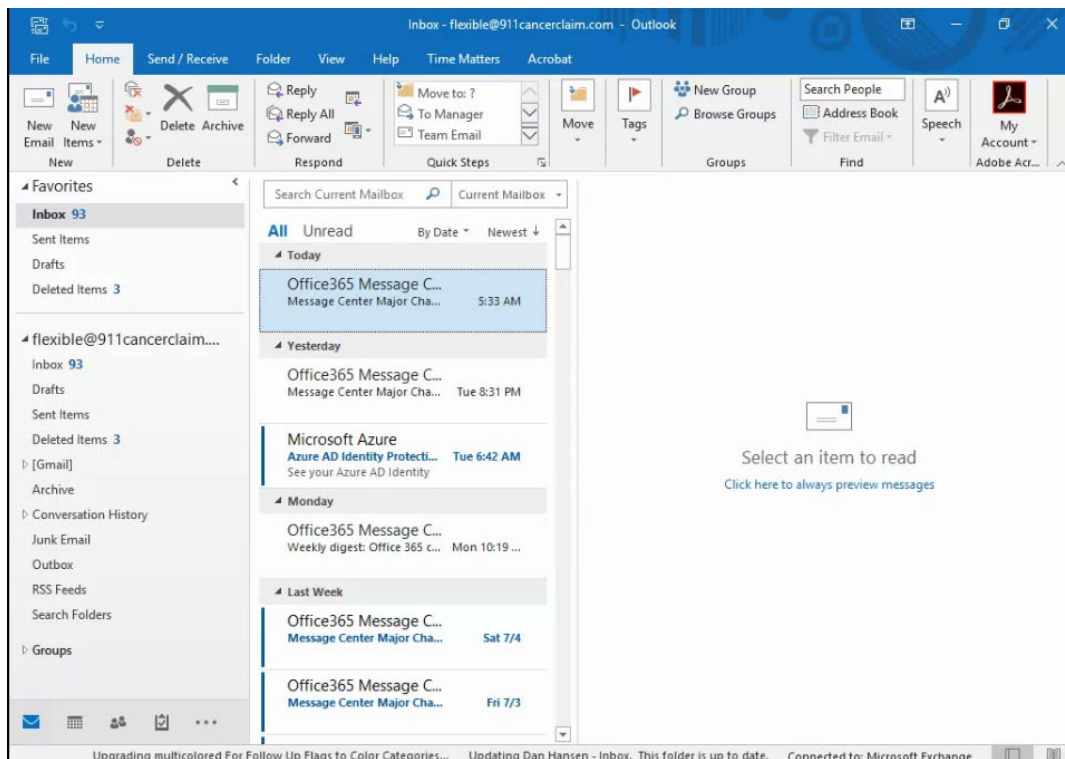 Inbox - flexible@911cancerclaim.com - Outlook
File Home Send / Receive Folder View Help Time Matters Acrobat
New Email
New Items
New
Delete Archive
Delete
Reply
Reply All
Forward
Respond
Move to: ?
To Manager
Team Email
Quick Steps
Move
Tags
New Group
Browse Groups
Groups
Search People
Address Book
Filter Email
Find
A
Speech
My Account
Adobe Acr...
Favorites
Inbox 93
Sent Items
Drafts
Deleted Items 3
flexible@911cancerclaim....
Inbox 93
Drafts
Sent Items
Deleted Items 3
[Gmail]
Archive
Conversation History
Junk Email
Outbox
RSS Feeds
Search Folders
Groups
Search Current Mailbox Current Mailbox
All Unread By Date Newest ↓
Today
Office365 Message C...
Message Center Major Cha... 5:33 AM
Yesterday
Office365 Message C...
Message Center Major Cha... Tue 8:31 PM
Microsoft Azure
Azure AD Identity Protecti... Tue 6:42 AM
See your Azure AD Identity
Monday
Office365 Message C...
Weekly digest: Office 365 c... Mon 10:19 ...
Last Week
Office365 Message C...
Message Center Major Cha... Sat 7/4
Office365 Message C...
Message Center Major Cha... Fri 7/3
Select an item to read
Click here to always preview messages
Upgrading multicolored For Follow Up Flags to Color Categories... Updating Dan Hansen - Inbox. This folder is up to date. Connected to: Microsoft Exchange